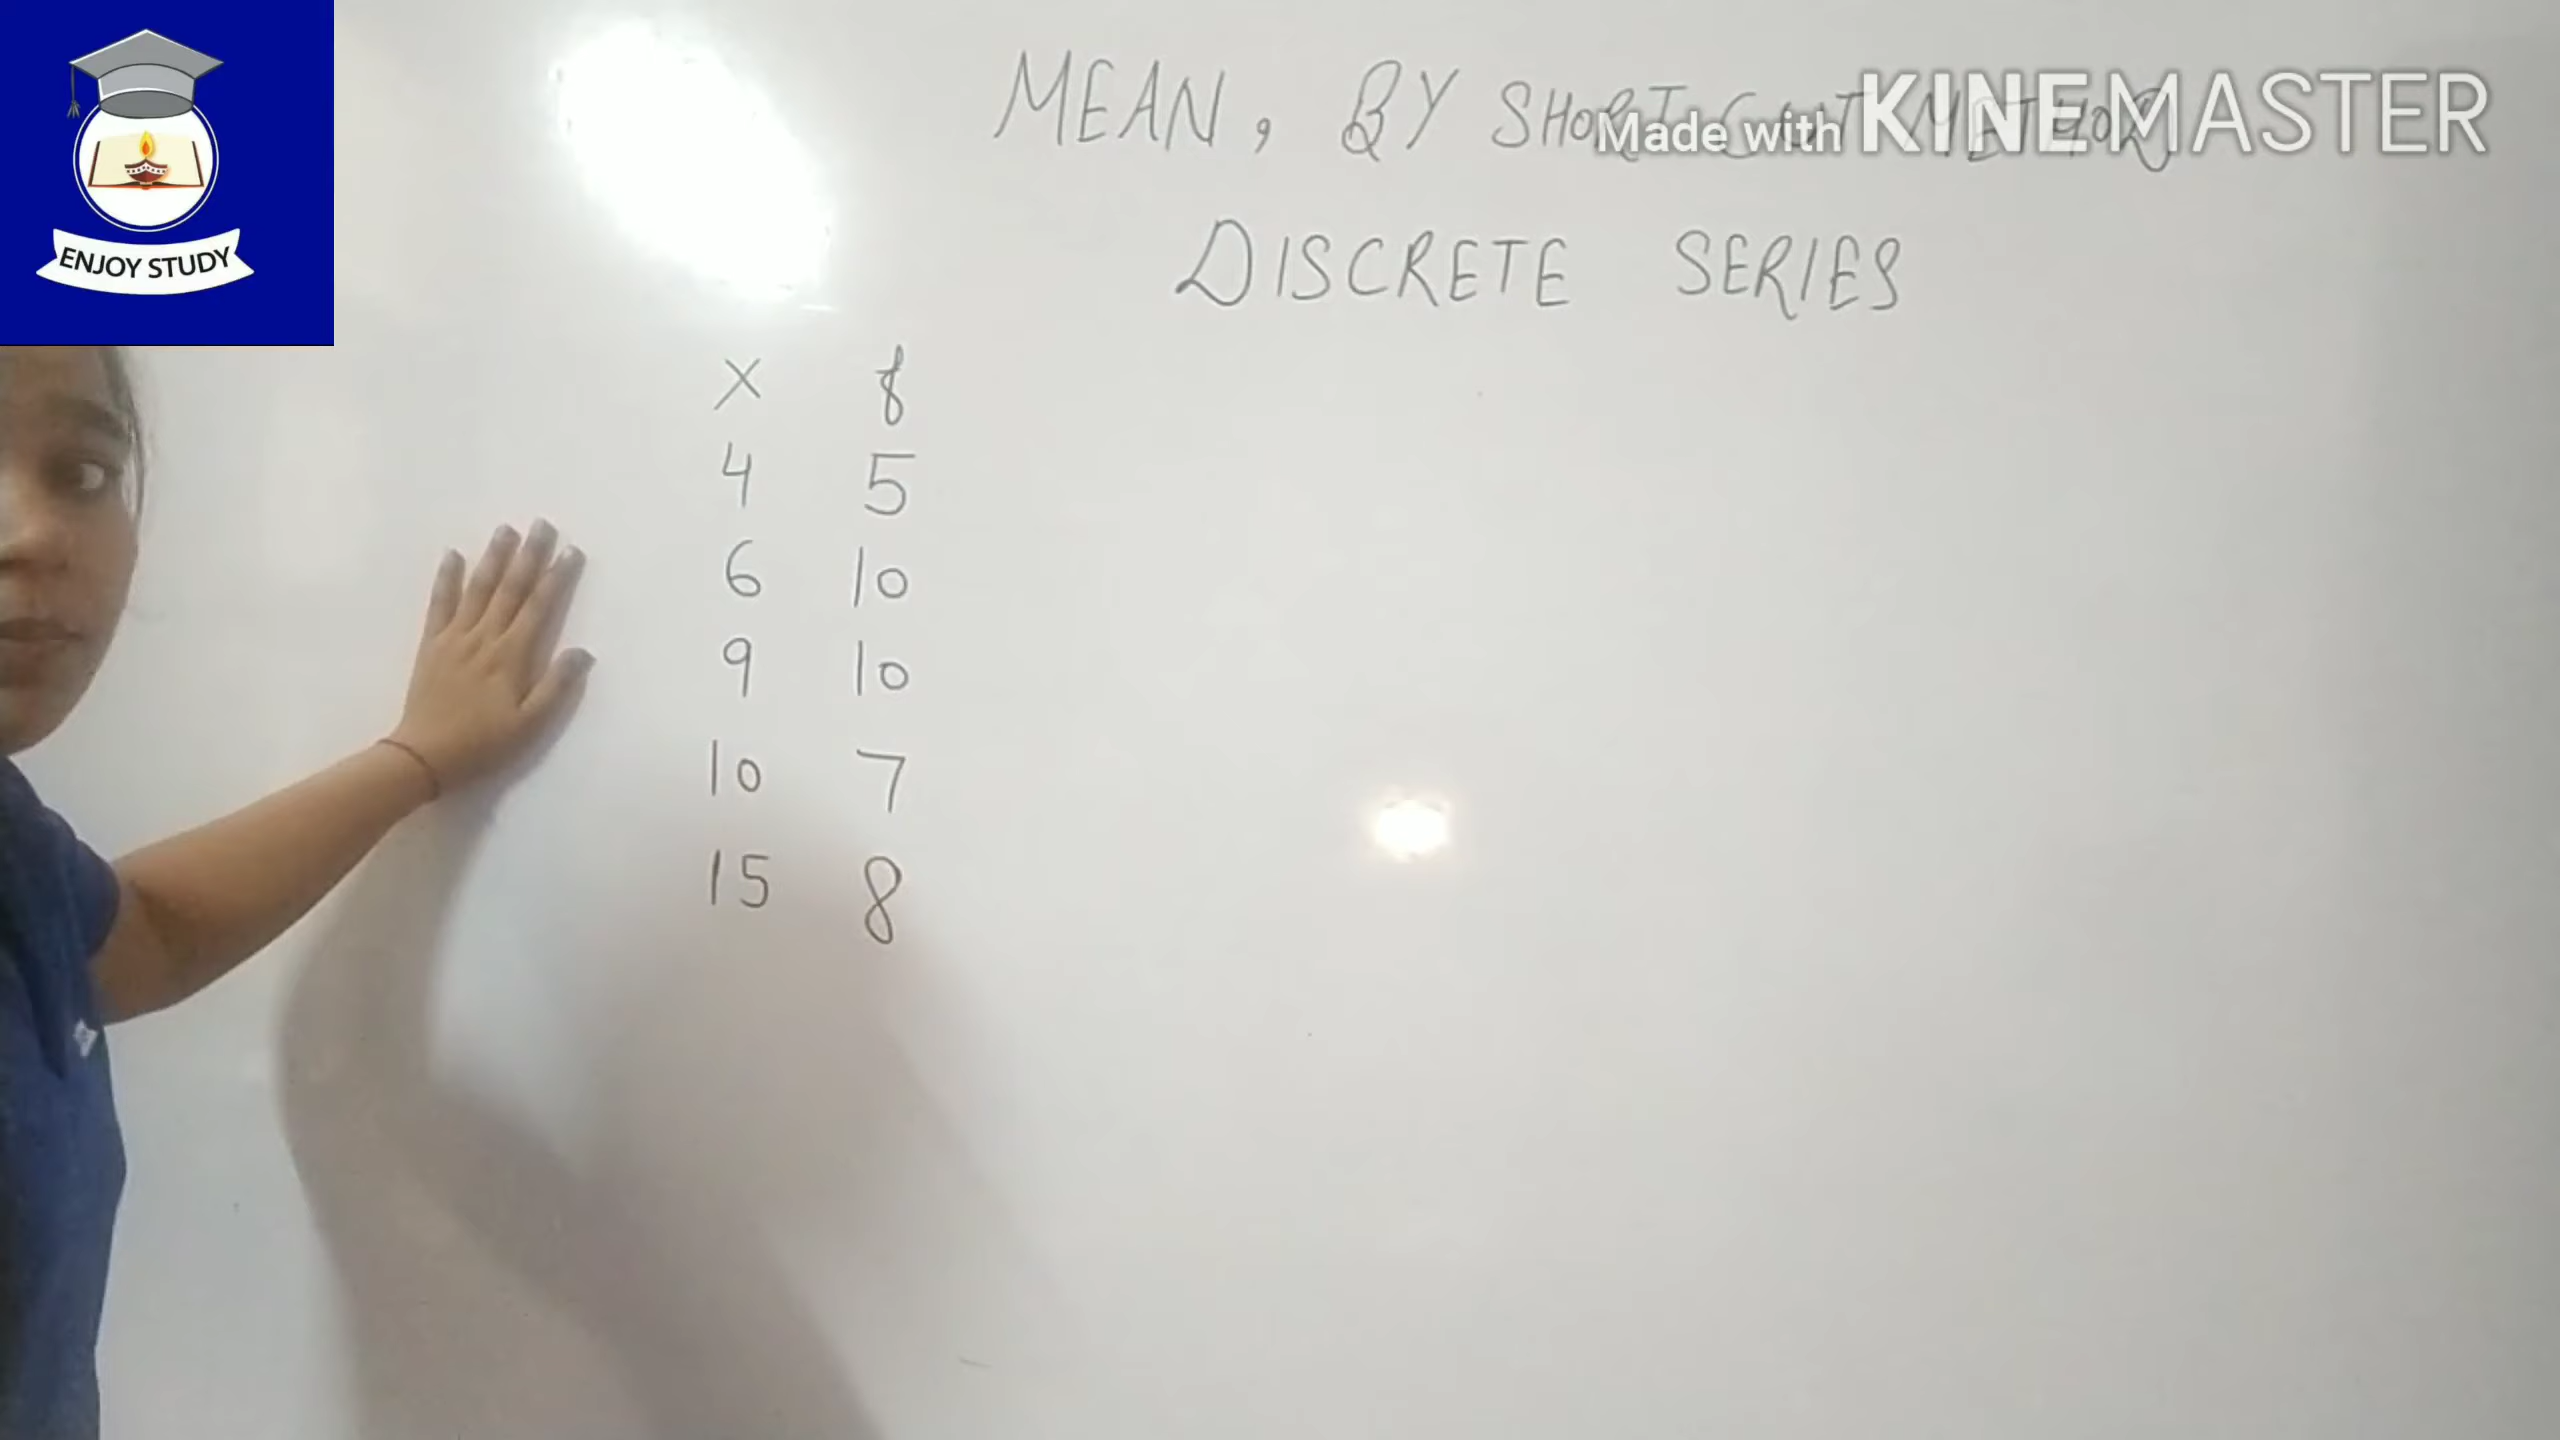 ENJOY STUDY
MEAN, BY SHORT CUT METHOD
Made with KINEMASTER
DISCRETE SERIES
X f
4 5
6 10
9 10
10 7
15 8